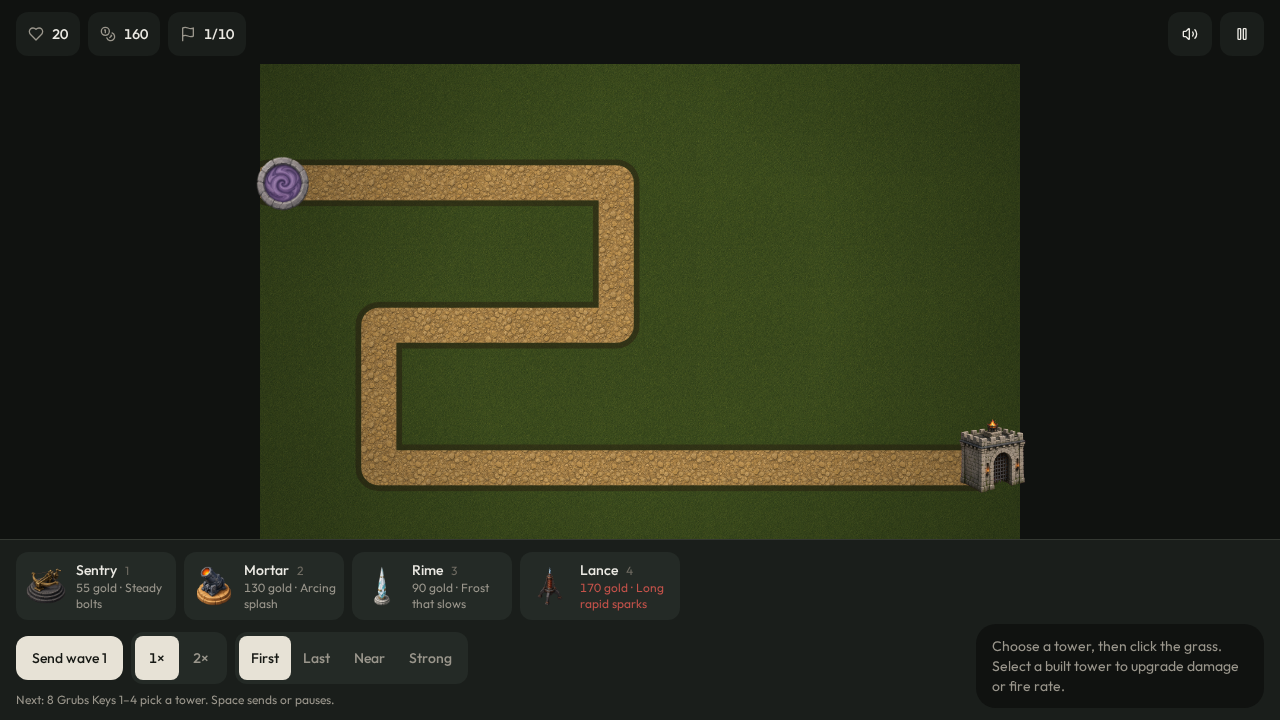 20
160
1/10
Sentry 1
55 gold · Steady
bolts
Mortar 2
130 gold · Arcing
splash
Rime 3
90 gold · Frost
that slows
Lance 4
170 gold · Long
rapid sparks
Send wave 1
1×
2×
First
Last
Near
Strong
Next: 8 Grubs Keys 1–4 pick a tower. Space sends or pauses.
Choose a tower, then click the grass.
Select a built tower to upgrade damage
or fire rate.